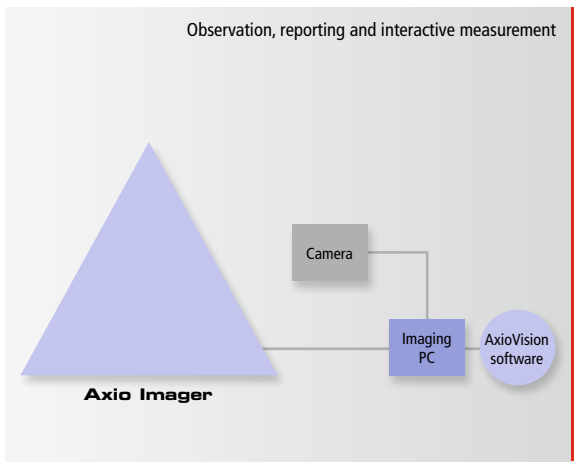 Observation, reporting and interactive measurement
Camera
Imaging
PC
AxioVision
software
Axio Imager